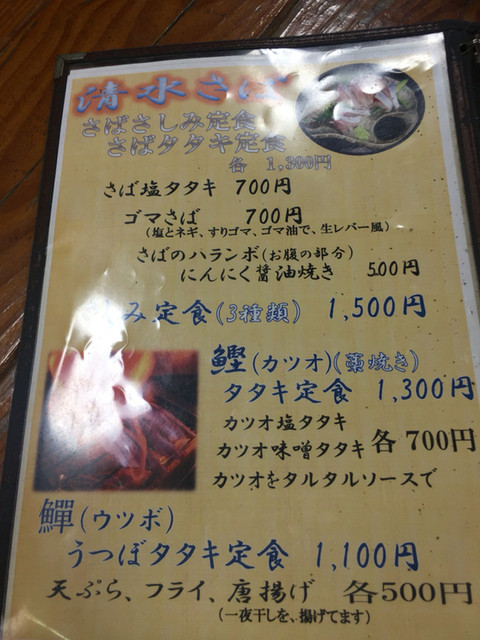 清水さば
さばさしみ定食
さばタタキ定食
各 1,300円
さば塩タタキ 700円
ゴマさば 700円
(塩とネギ、すりゴマ、ゴマ油で、生レバー風)
さばのハランボ(お腹の部分)
にんにく醤油焼き 500円
み定食(3種類) 1,500円
鰹(カツオ)(藁焼き)
タタキ定食 1,300円
カツオ塩タタキ
カツオ味噌タタキ 各700円
カツオをタルタルソースで
鱓(ウツボ)
うつぼタタキ定食 1,100円
天ぷら、フライ、唐揚げ 各500円
(一夜干しを、揚げてます)